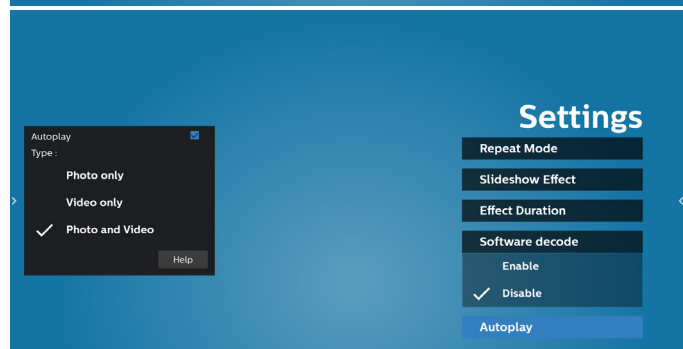 Settings
Autoplay
Type :
Photo only
Video only
Photo and Video
Help
Repeat Mode
Slideshow Effect
Effect Duration
Software decode
Enable
Disable
Autoplay